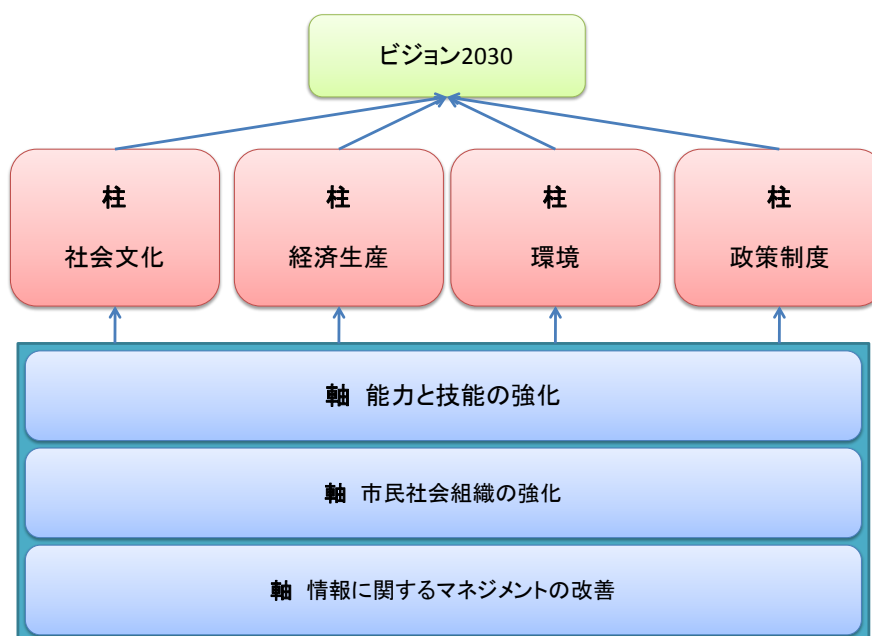 ビジョン2030
柱
社会文化
柱
経済生産
柱
環境
柱
政策制度
軸 能力と技能の強化
軸 市民社会組織の強化
軸 情報に関するマネジメントの改善